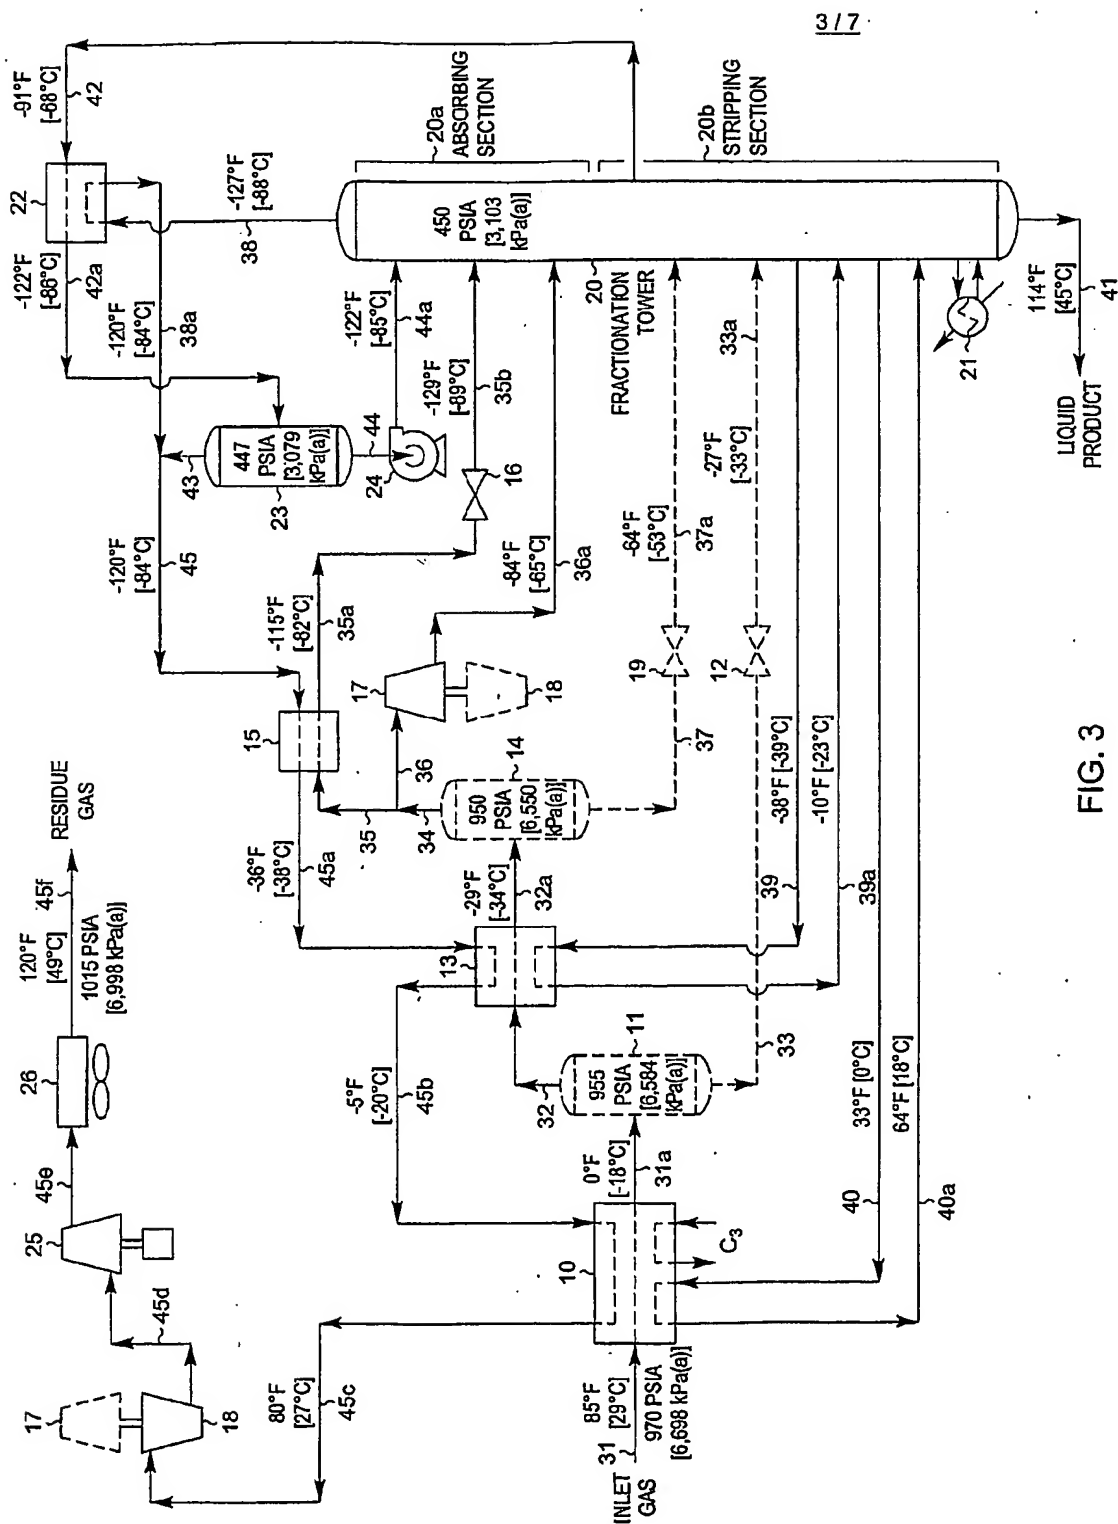 3/7
-91°F
[-68°C]
42
22
-127°F
[-88°C]
38
-122°F
[-86°C]
42a
-120°F
[-84°C]
38a
20a
ABSORBING
SECTION
20b
STRIPPING
SECTION
450
PSIA
[3,103
kPa(a)]
20
FRACTIONATION
TOWER
-122°F
[-85°C]
44a
-129°F
[-89°C]
35b
43
447
PSIA
[3,079
kPa(a)]
23
44
24
16
-120°F
[-84°C]
45
-115°F
[-82°C]
35a
-84°F
[-65°C]
36a
-64°F
[-53°C]
37a
-27°F
[-33°C]
33a
21
114°F
[45°C]
41
LIQUID
PRODUCT
15
17
18
19
12
36
35
34
950
PSIA
[6,550
kPa(a)]
14
37
-38°F [-39°C]
39
-10°F [-23°C]
39a
-36°F
[-38°C]
45a
-29°F
[-34°C]
32a
13
RESIDUE
GAS
45f
120°F
[49°C]
1015 PSIA
[6,998 kPa(a)]
26
45e
25
45d
17
18
-5°F
[-20°C]
45b
32
955
PSIA
[6,584
kPa(a)]
11
33
0°F
[-18°C]
31a
10
C3
33°F [0°C]
40
64°F [18°C]
40a
80°F
[27°C]
45c
85°F
[29°C]
31
970 PSIA
[6,698 kPa(a)]
INLET
GAS
FIG. 3